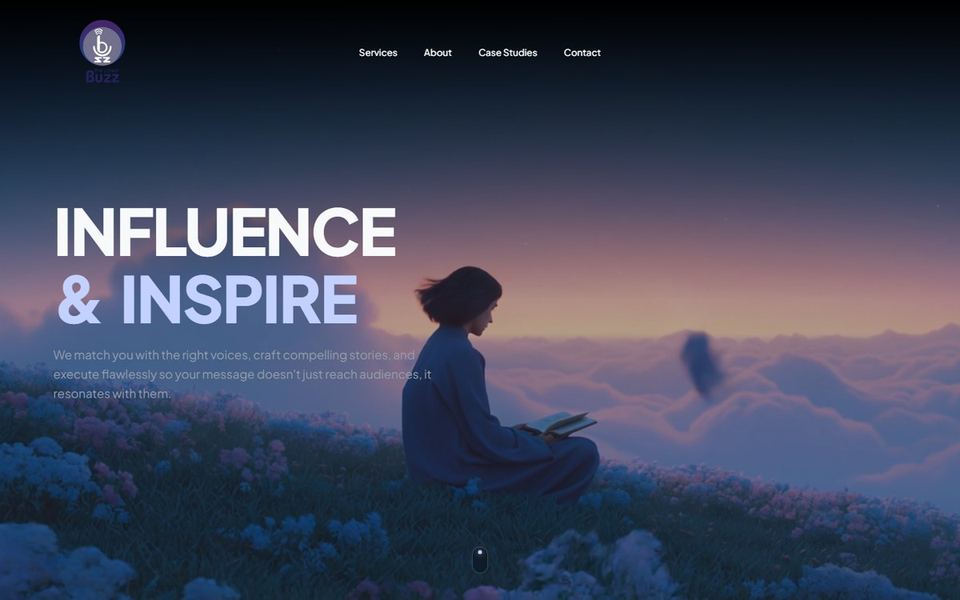 b
Buzz
Services
About
Case Studies
Contact
INFLUENCE
& INSPIRE
We match you with the right voices, craft compelling stories, and
execute flawlessly so your message doesn't just reach audiences, it
resonates with them.